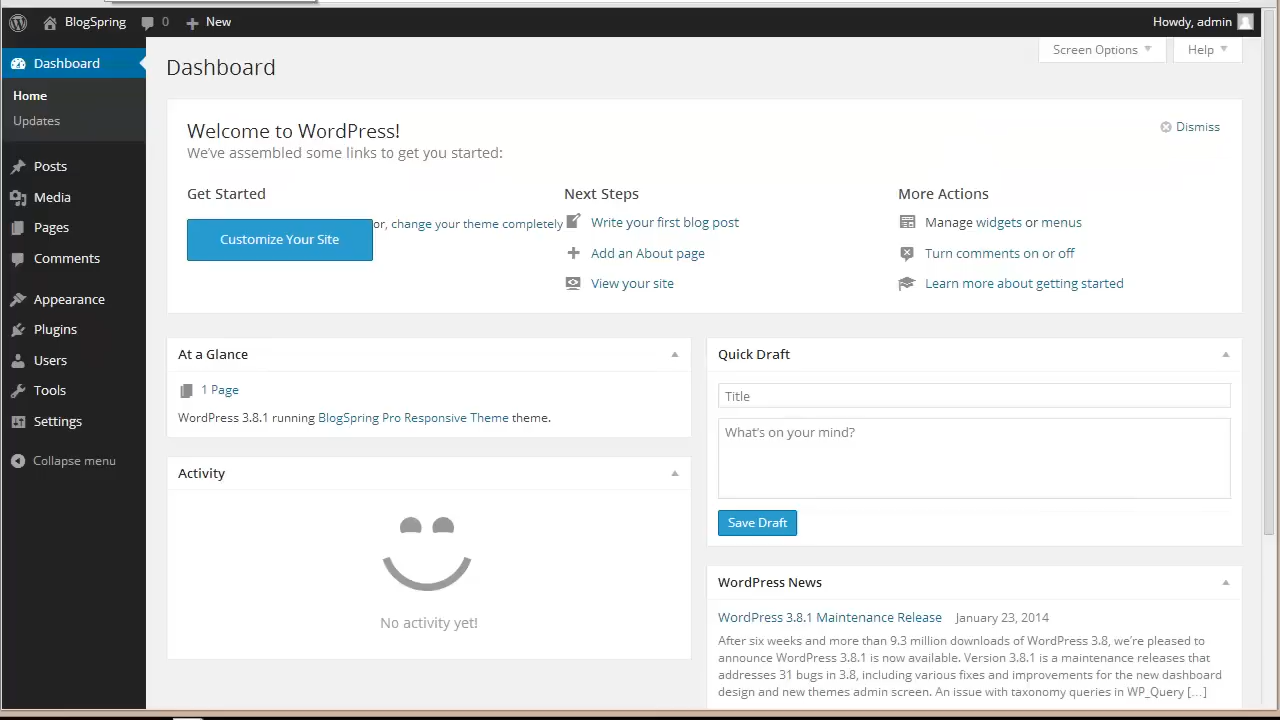 BlogSpring 0 New Howdy, admin
Screen Options Help
Dashboard
Home
Updates
Posts
Media
Pages
Comments
Appearance
Plugins
Users
Tools
Settings
Collapse menu
Dashboard
Welcome to WordPress!
We've assembled some links to get you started:
Dismiss
Get Started
Customize Your Site
or, change your theme completely
Next Steps
Write your first blog post
Add an About page
View your site
More Actions
Manage widgets or menus
Turn comments on or off
Learn more about getting started
At a Glance
1 Page
WordPress 3.8.1 running BlogSpring Pro Responsive Theme theme.
Activity
No activity yet!
Quick Draft
Title
What's on your mind?
Save Draft
WordPress News
WordPress 3.8.1 Maintenance Release January 23, 2014
After six weeks and more than 9.3 million downloads of WordPress 3.8, we're pleased to
announce WordPress 3.8.1 is now available. Version 3.8.1 is a maintenance releases that
addresses 31 bugs in 3.8, including various fixes and improvements for the new dashboard
design and new themes admin screen. An issue with taxonomy queries in WP_Query [...]